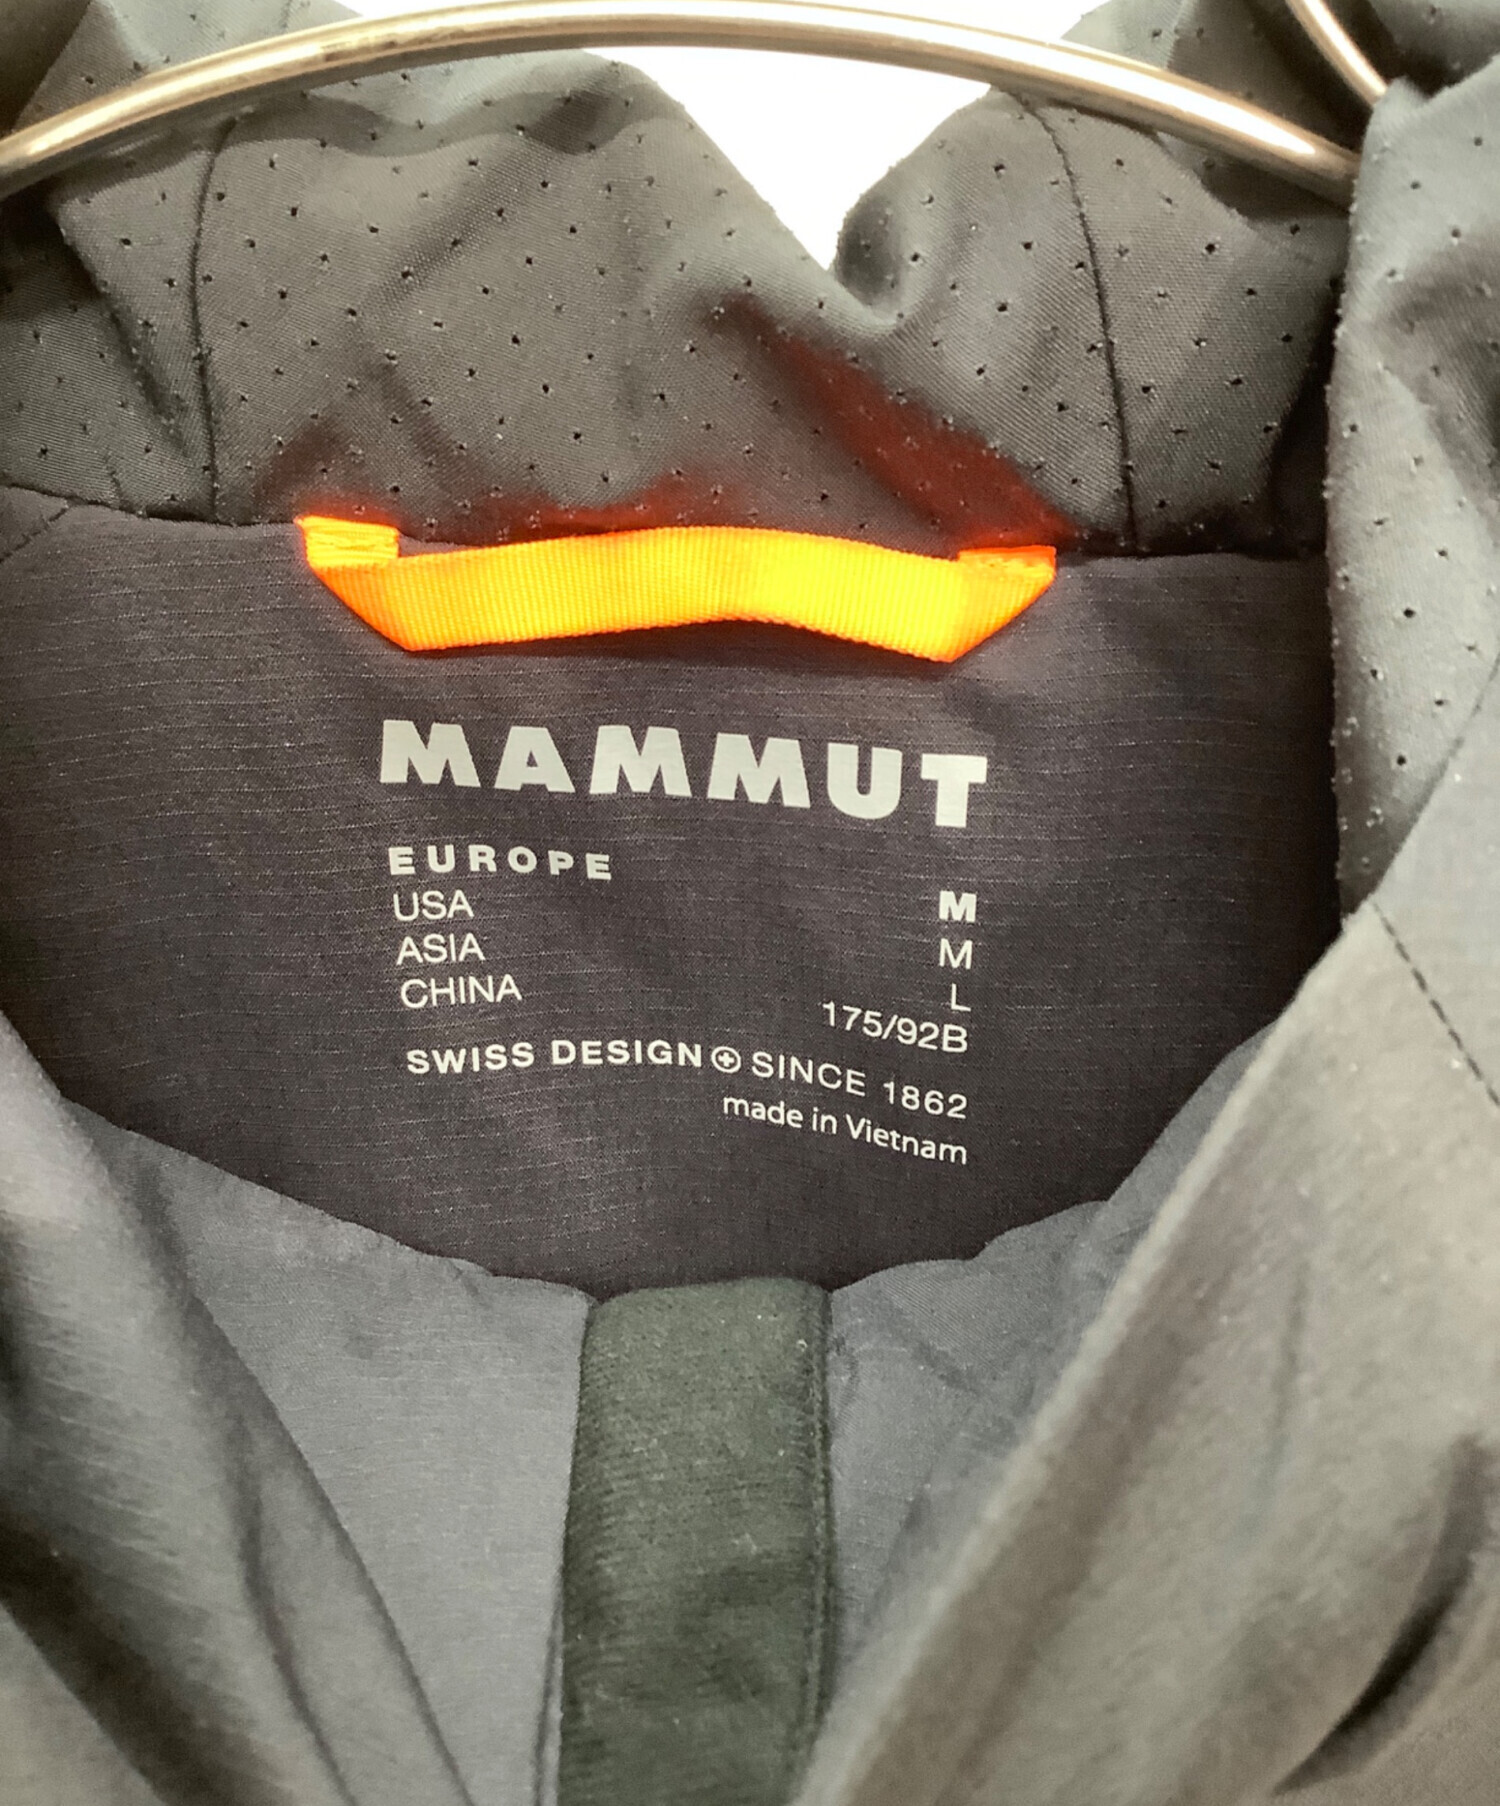 MAMMUT
EUROPE M
USA M
ASIA L
CHINA 175/92B
SWISS DESIGN SINCE 1862
made in Vietnam